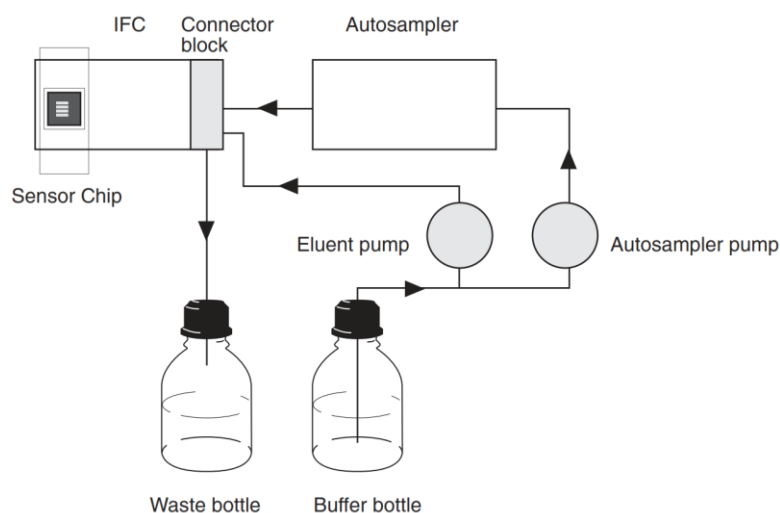 IFC
Connector
block
Autosampler
Sensor Chip
Eluent pump
Autosampler pump
Waste bottle
Buffer bottle